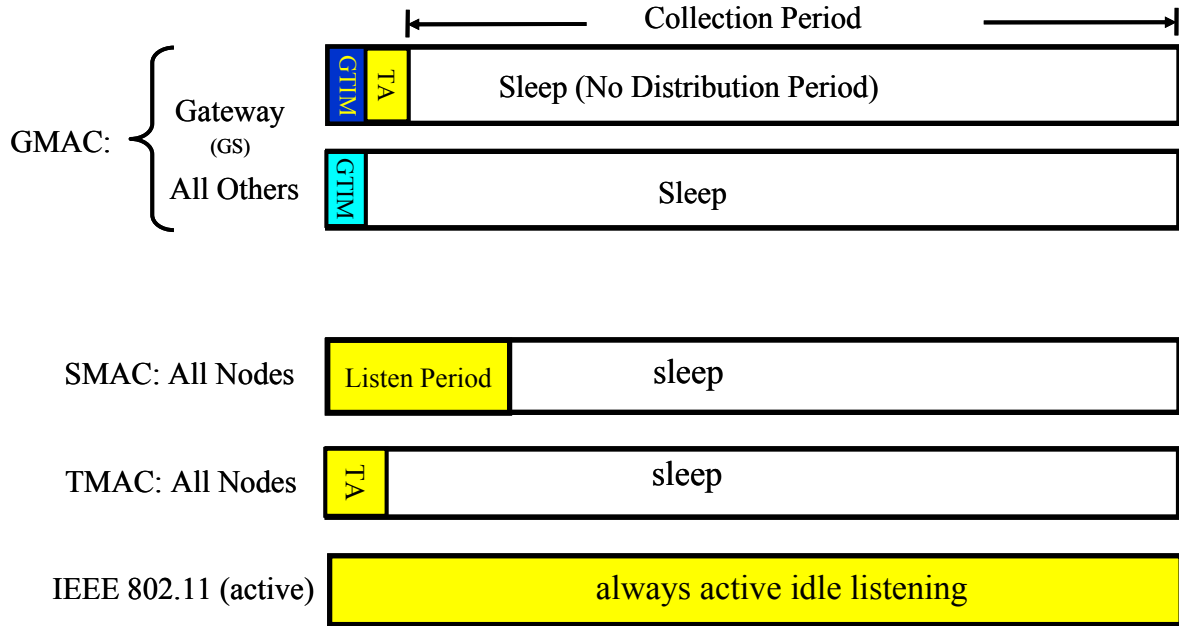 Collection Period
GTIM
TA
Sleep (No Distribution Period)
Gateway
(GS)
GMAC:
All Others
GTIM
Sleep
SMAC: All Nodes
Listen Period
sleep
TMAC: All Nodes
TA
sleep
IEEE 802.11 (active)
always active idle listening